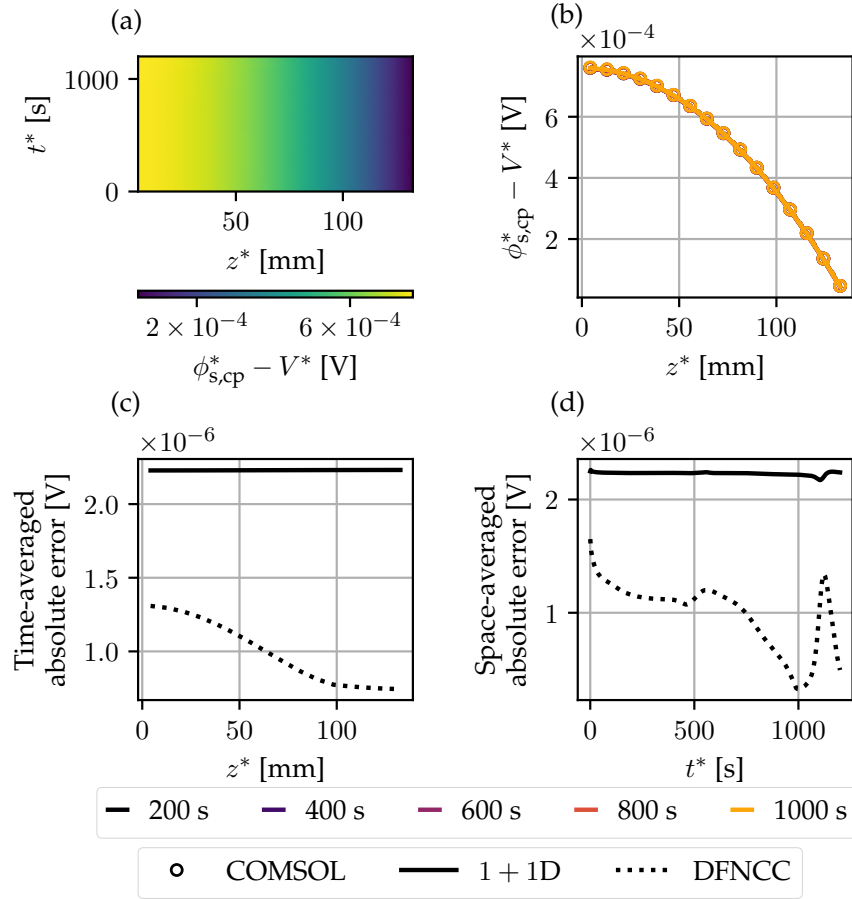 (a)
1000
0
t* [s]
50
100
z* [mm]
2 × 10⁻⁴
6 × 10⁻⁴
ϕ*s,cp − V* [V]
(b)
×10⁻⁴
6
4
2
ϕ*s,cp − V* [V]
0
50
100
z* [mm]
(c)
×10⁻⁶
2.0
1.5
1.0
Time-averaged
absolute error [V]
0
50
100
z* [mm]
(d)
×10⁻⁶
2
1
Space-averaged
absolute error [V]
0
500
1000
t* [s]
200 s 400 s 600 s 800 s 1000 s
COMSOL 1 + 1D DFNCC